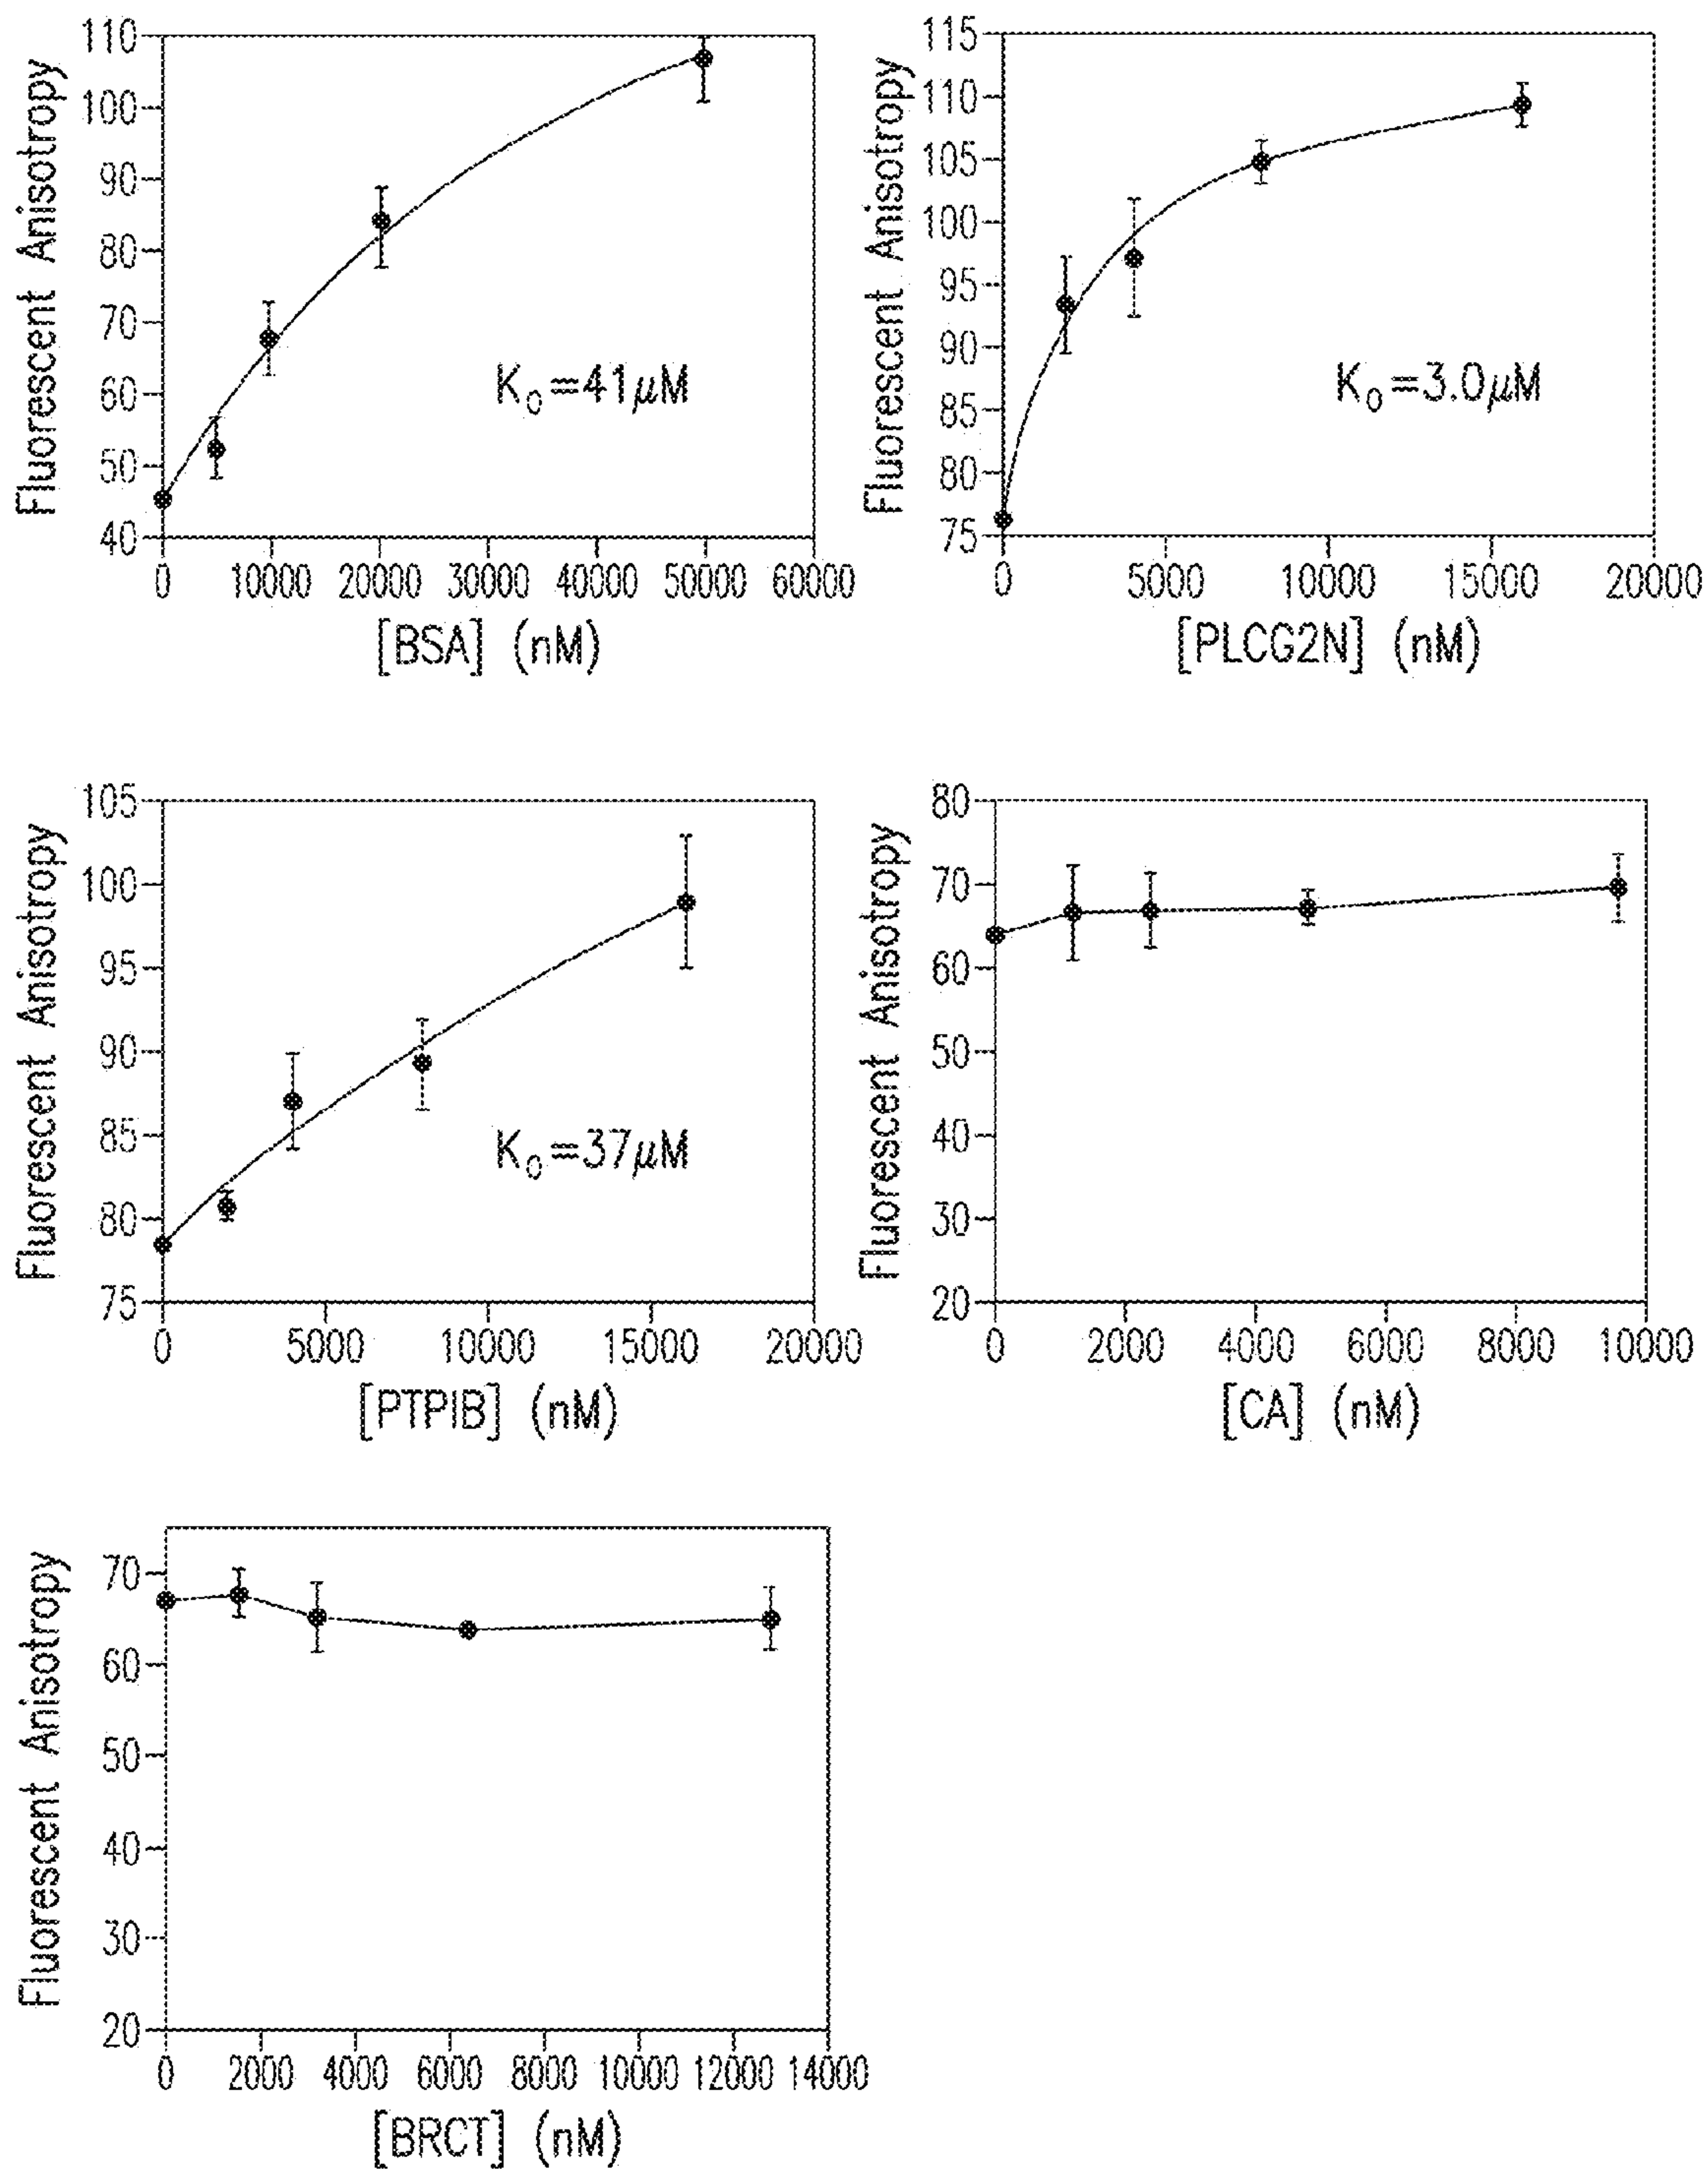 Fluorescent Anisotropy
110
100
90
80
70
60
50
40
K₀=41μM
0 10000 20000 30000 40000 50000 60000
[BSA] (nM)
Fluorescent Anisotropy
115
110
105
100
95
90
85
80
75
K₀=3.0μM
0 5000 10000 15000 20000
[PLCG2N] (nM)
Fluorescent Anisotropy
105
100
95
90
85
80
75
K₀=37μM
0 5000 10000 15000 20000
[PTPIB] (nM)
Fluorescent Anisotropy
80
70
60
50
40
30
20
0 2000 4000 6000 8000 10000
[CA] (nM)
Fluorescent Anisotropy
70
60
50
40
30
20
0 2000 4000 6000 8000 10000 12000 14000
[BRCT] (nM)